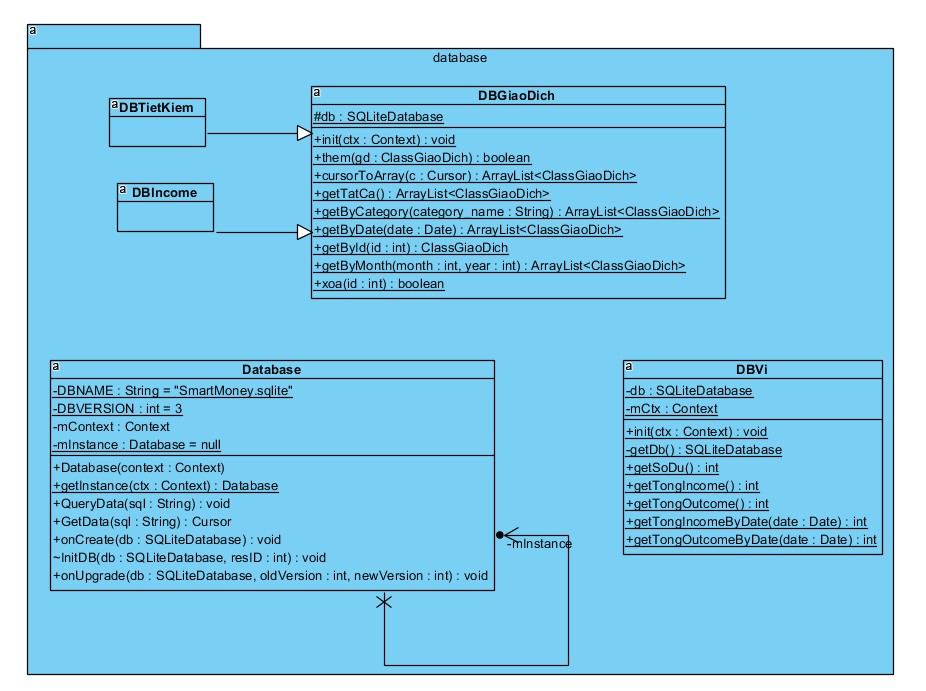 a
database
a
DBTietKiem
a
DBIncome
a
DBGiaoDich
#db : SQLiteDatabase
+init(ctx : Context) : void
+them(gd : ClassGiaoDich) : boolean
+cursorToArray(c : Cursor) : ArrayList<ClassGiaoDich>
+getTatCa() : ArrayList<ClassGiaoDich>
+getByCategory(category_name : String) : ArrayList<ClassGiaoDich>
+getByDate(date : Date) : ArrayList<ClassGiaoDich>
+getById(id : int) : ClassGiaoDich
+getByMonth(month : int, year : int) : ArrayList<ClassGiaoDich>
+xoa(id : int) : boolean
a
Database
-DBNAME : String = "SmartMoney.sqlite"
-DBVERSION : int = 3
-mContext : Context
-mInstance : Database = null
+Database(context : Context)
+getInstance(ctx : Context) : Database
+QueryData(sql : String) : void
+GetData(sql : String) : Cursor
+onCreate(db : SQLiteDatabase) : void
~InitDB(db : SQLiteDatabase, resID : int) : void
+onUpgrade(db : SQLiteDatabase, oldVersion : int, newVersion : int) : void
-mInstance
a
DBVi
-db : SQLiteDatabase
-mCtx : Context
+init(ctx : Context) : void
-getDb() : SQLiteDatabase
+getSoDu() : int
+getTongIncome() : int
+getTongOutcome() : int
+getTongIncomeByDate(date : Date) : int
+getTongOutcomeByDate(date : Date) : int